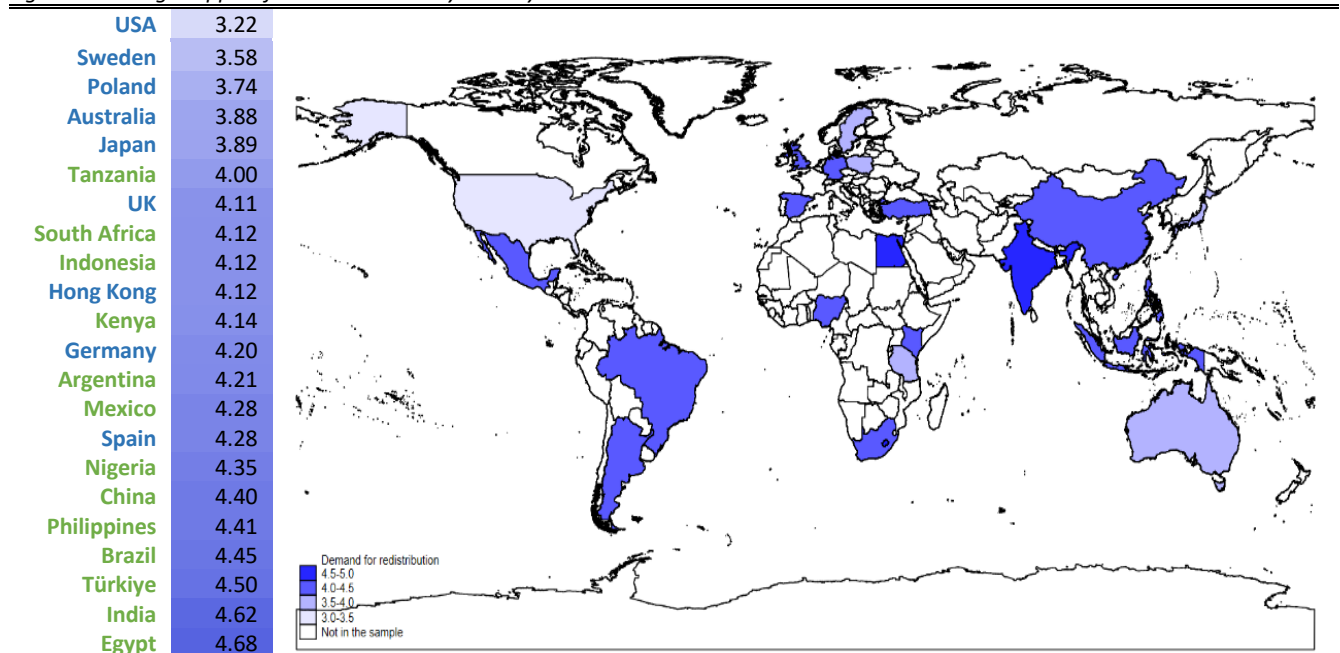 USA 3.22
Sweden 3.58
Poland 3.74
Australia 3.88
Japan 3.89
Tanzania 4.00
UK 4.11
South Africa 4.12
Indonesia 4.12
Hong Kong 4.12
Kenya 4.14
Germany 4.20
Argentina 4.21
Mexico 4.28
Spain 4.28
Nigeria 4.35
China 4.40
Philippines 4.41
Brazil 4.45
Türkiye 4.50
India 4.62
Egypt 4.68
Demand for redistribution
4.5-5.0
4.0-4.5
3.5-4.0
3.0-3.5
Not in the sample